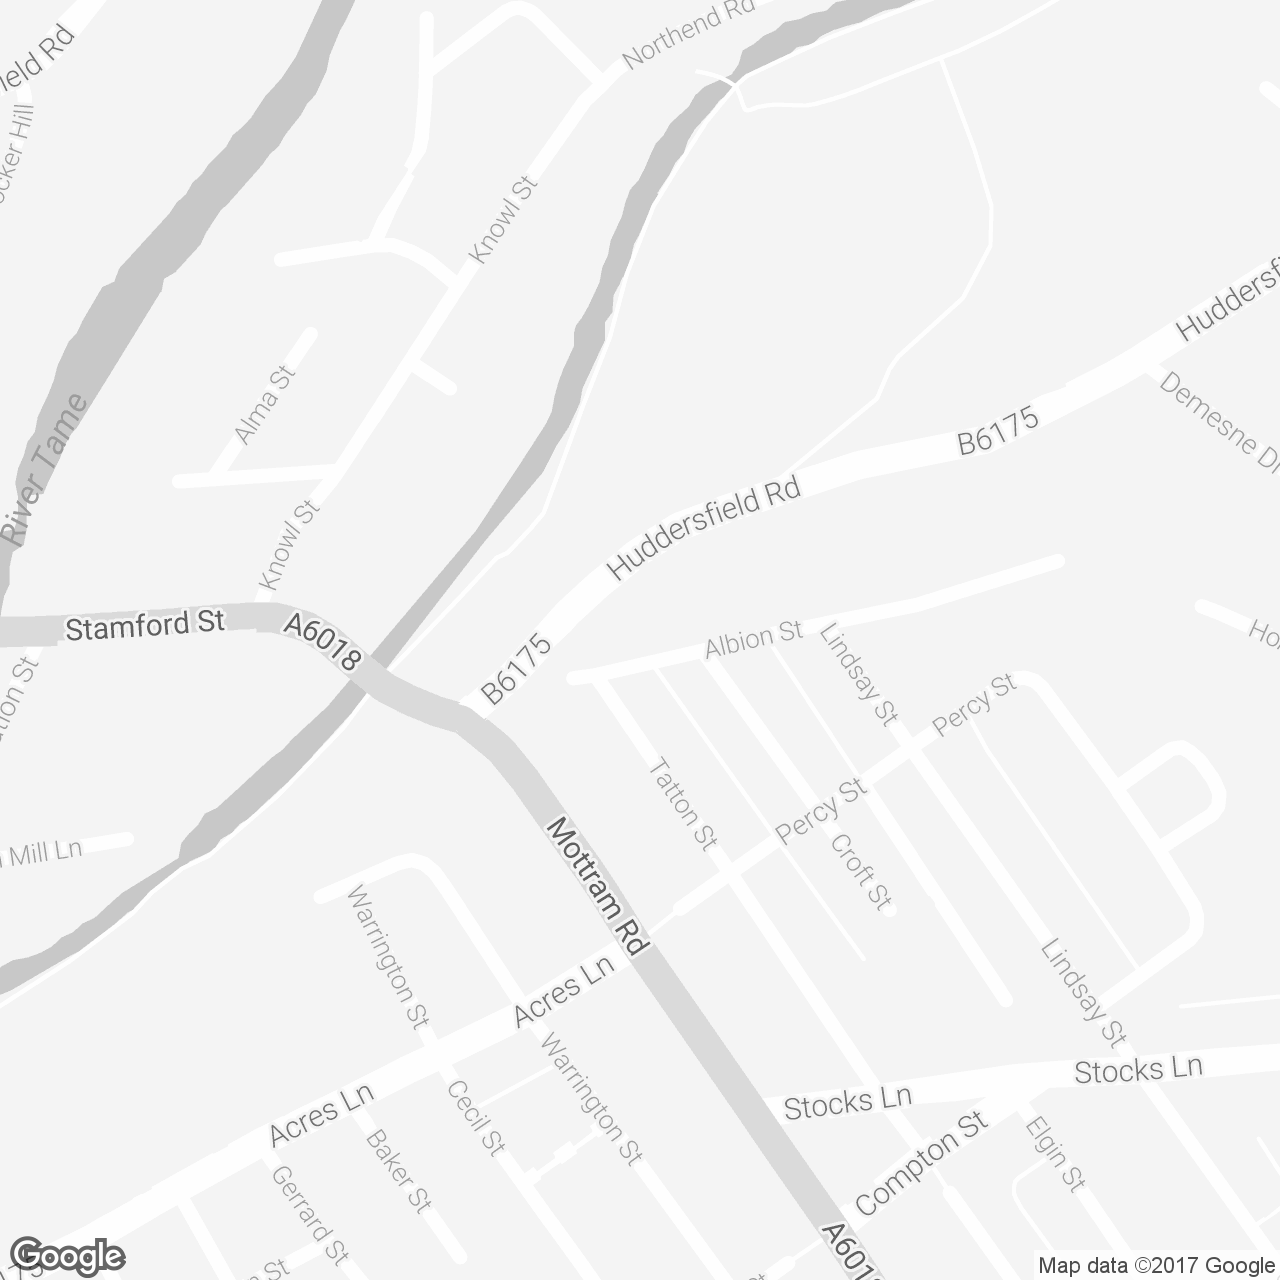 Northend Rd
Knowl St
Huddersfi
Alma St
River Tame
Demesne
B6175
Huddersfield Rd
Knowl St
Stamford St
A6018
B6175
Albion St
Lindsay St
Percy St
Tatton St
Percy St
Mill Ln
Mottram Rd
Croft St
Warrington St
Acres Ln
Lindsay St
Warrington St
Stocks Ln
Stocks Ln
Acres Ln
Cecil St
Baker St
Compton St
Elgin St
Gerrard St
A6018
Google
Map data ©2017 Google